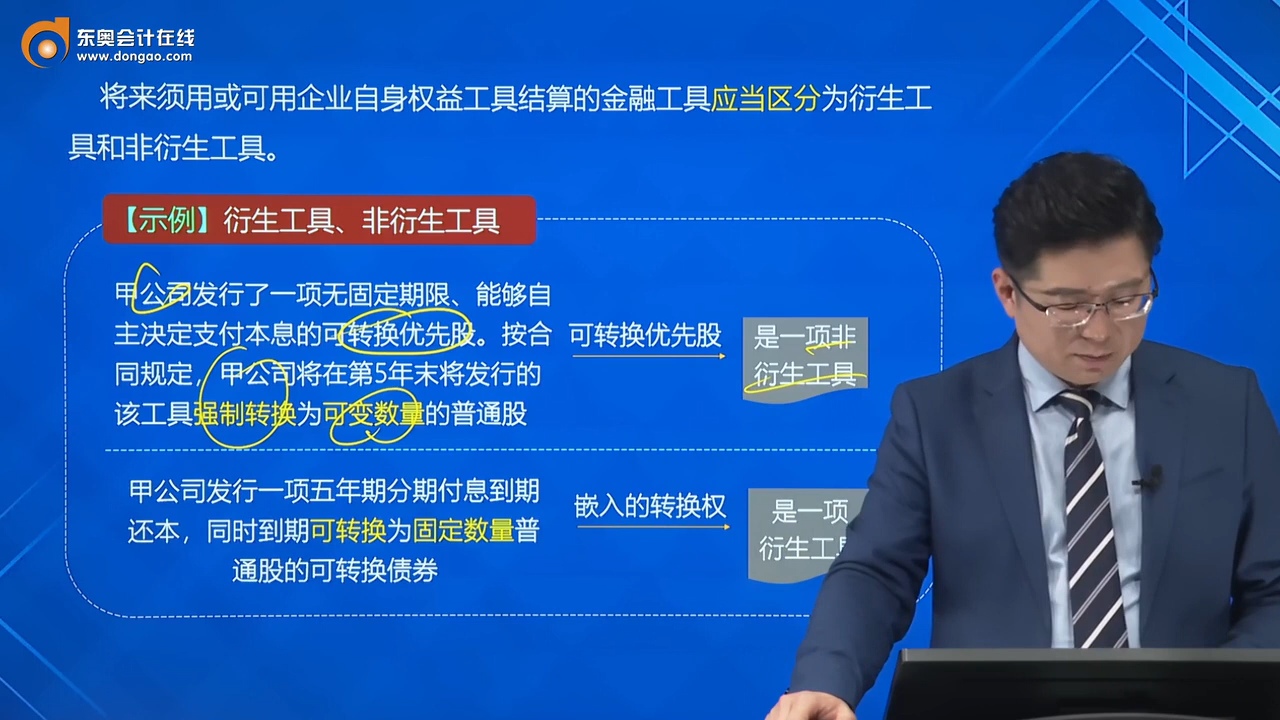 东奥会计在线
www.dongao.com
将来须用或可用企业自身权益工具结算的金融工具应当区分为衍生工
具和非衍生工具。
【示例】衍生工具、非衍生工具
甲公司发行了一项无固定期限、能够自
主决定支付本息的可转换优先股。按合
同规定，甲公司将在第5年末将发行的
该工具强制转换为可变数量的普通股
可转换优先股
是一项非
衍生工具
甲公司发行一项五年期分期付息到期
还本，同时到期可转换为固定数量普
通股的可转换债券
嵌入的转换权
是一项
衍生工具